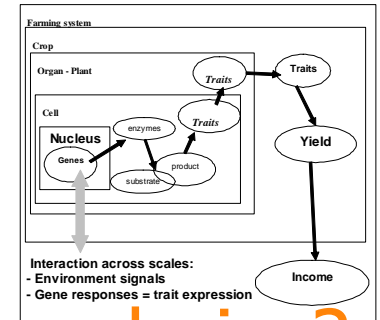 Farming system
Crop
Organ - Plant
Traits
Traits
Cell
Traits
enzymes
Nucleus
Yield
Genes
product
substrate
Interaction across scales:
- Environment signals
- Gene responses = trait expression
Income